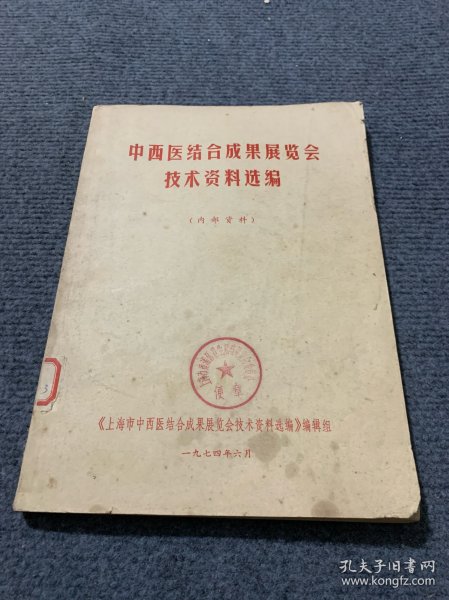 中西医结合成果展览会
技术资料选编
(内部资料)
便章
3
《上海市中西医结合成果展览会技术资料选编》编辑组
一九七四年六月
孔夫子旧书网
www.kongfz.com